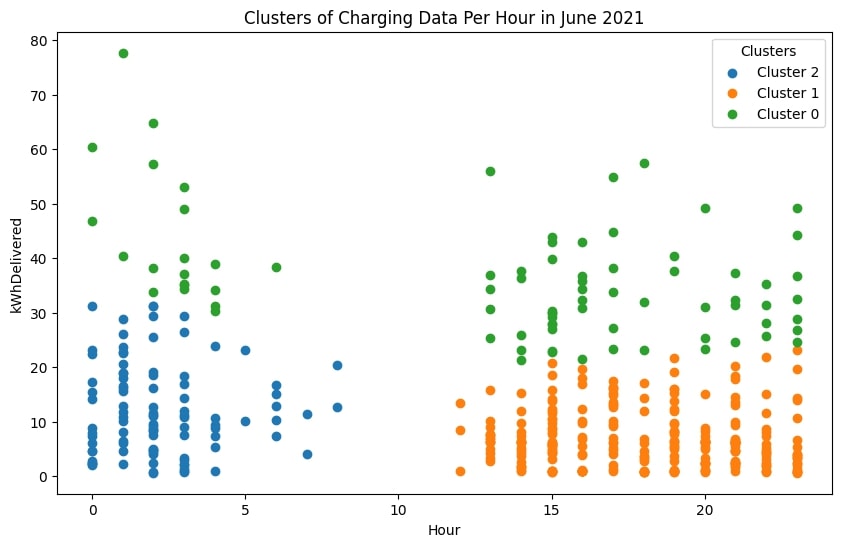 Clusters of Charging Data Per Hour in June 2021
80
70
60
50
40
30
20
10
0
kWhDelivered
Clusters
Cluster 2
Cluster 1
Cluster 0
0
5
10
15
20
Hour